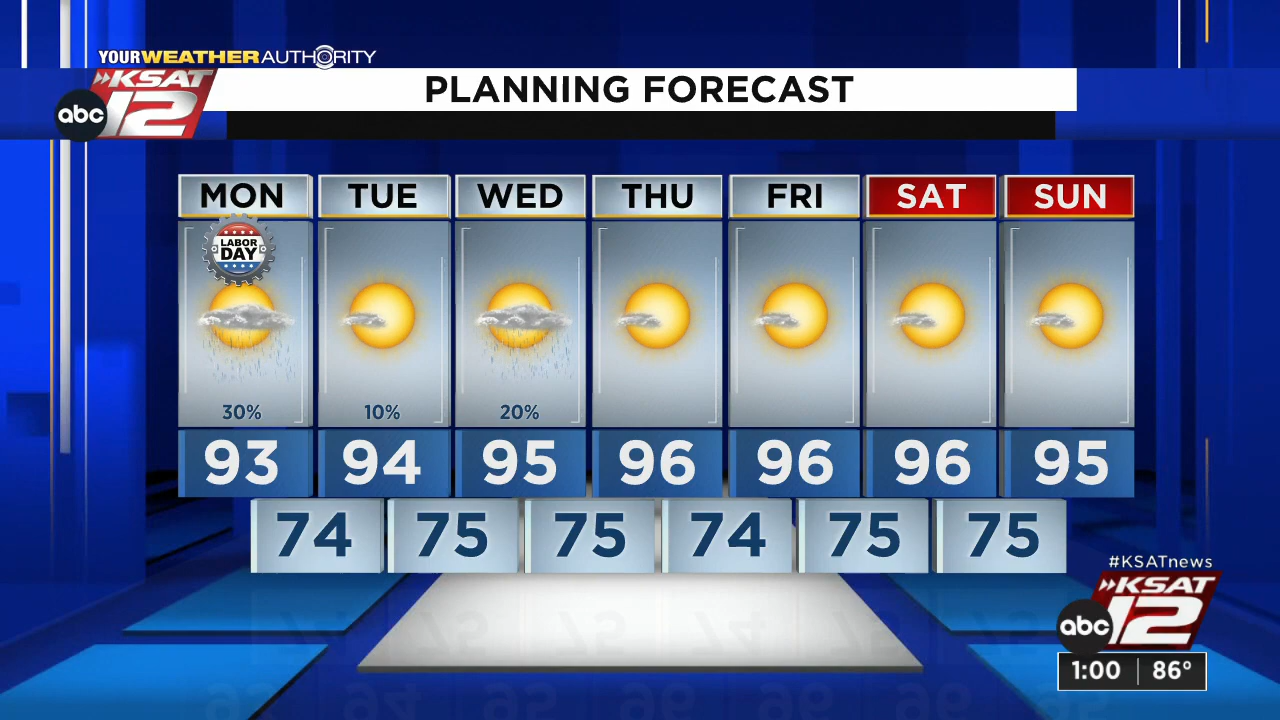 YOURWEATHERAUTHORITY
KSAT
abc 12
PLANNING FORECAST
MON TUE WED THU FRI SAT SUN
LABOR
DAY
30% 10% 20%
93 94 95 96 96 96 95
74 75 75 74 75 75
#KSATnews
KSAT
abc 12
1:00 86°